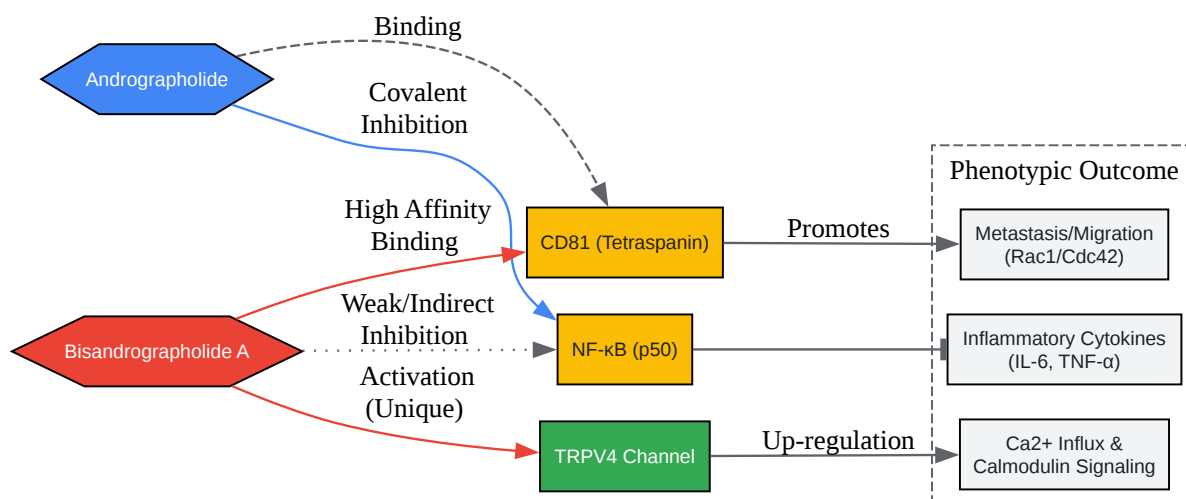 Binding
Andrographolide
Covalent
Inhibition
Phenotypic Outcome
High Affinity
Binding
CD81 (Tetraspanin)
Promotes
Metastasis/Migration
(Rac1/Cdc42)
Weak/Indirect
Inhibition
Bisandrographolide A
NF-κB (p50)
Inflammatory Cytokines
(IL-6, TNF-α)
Activation
(Unique)
TRPV4 Channel
Up-regulation
Ca2+ Influx &
Calmodulin Signaling